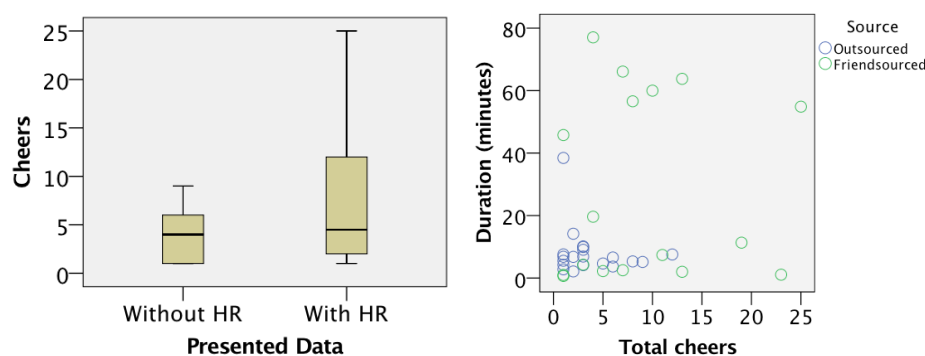 Cheers
25
20
15
10
5
0
Without HR
With HR
Presented Data
Duration (minutes)
80
60
40
20
0
0
5
10
15
20
25
Total cheers
Source
Outsourced
Friendsourced